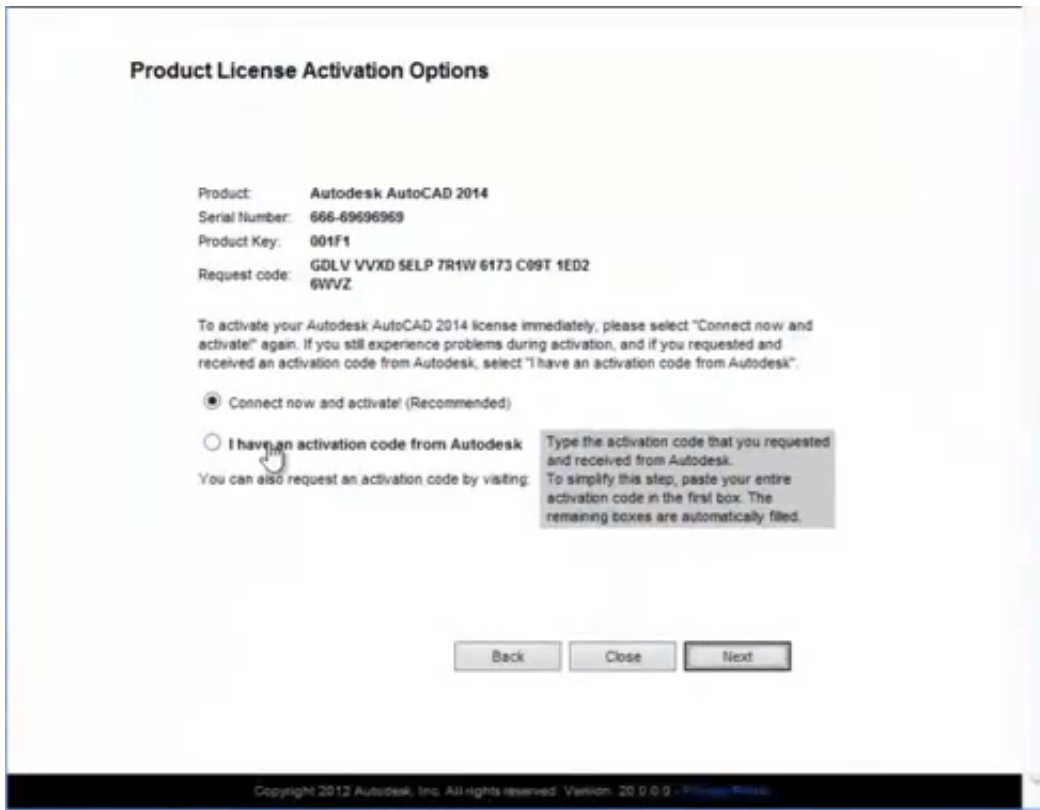 Product License Activation Options
Product: Autodesk AutoCAD 2014
Serial Number: 666-69696969
Product Key: 001F1
Request code: GDLV VVXD 5ELP 7R1W 6173 C09T 1ED2
6WVZ
To activate your Autodesk AutoCAD 2014 license immediately, please select "Connect now and
activate!" again. If you still experience problems during activation, and if you requested and
received an activation code from Autodesk, select "I have an activation code from Autodesk".
Connect now and activate! (Recommended)
I have an activation code from Autodesk
You can also request an activation code by visiting:
Type the activation code that you requested
and received from Autodesk.
To simplify this step, paste your entire
activation code in the first box. The
remaining boxes are automatically filled.
Back
Close
Next
Copyright 2012 Autodesk, Inc. All rights reserved. Version: 20.0.0.0 -